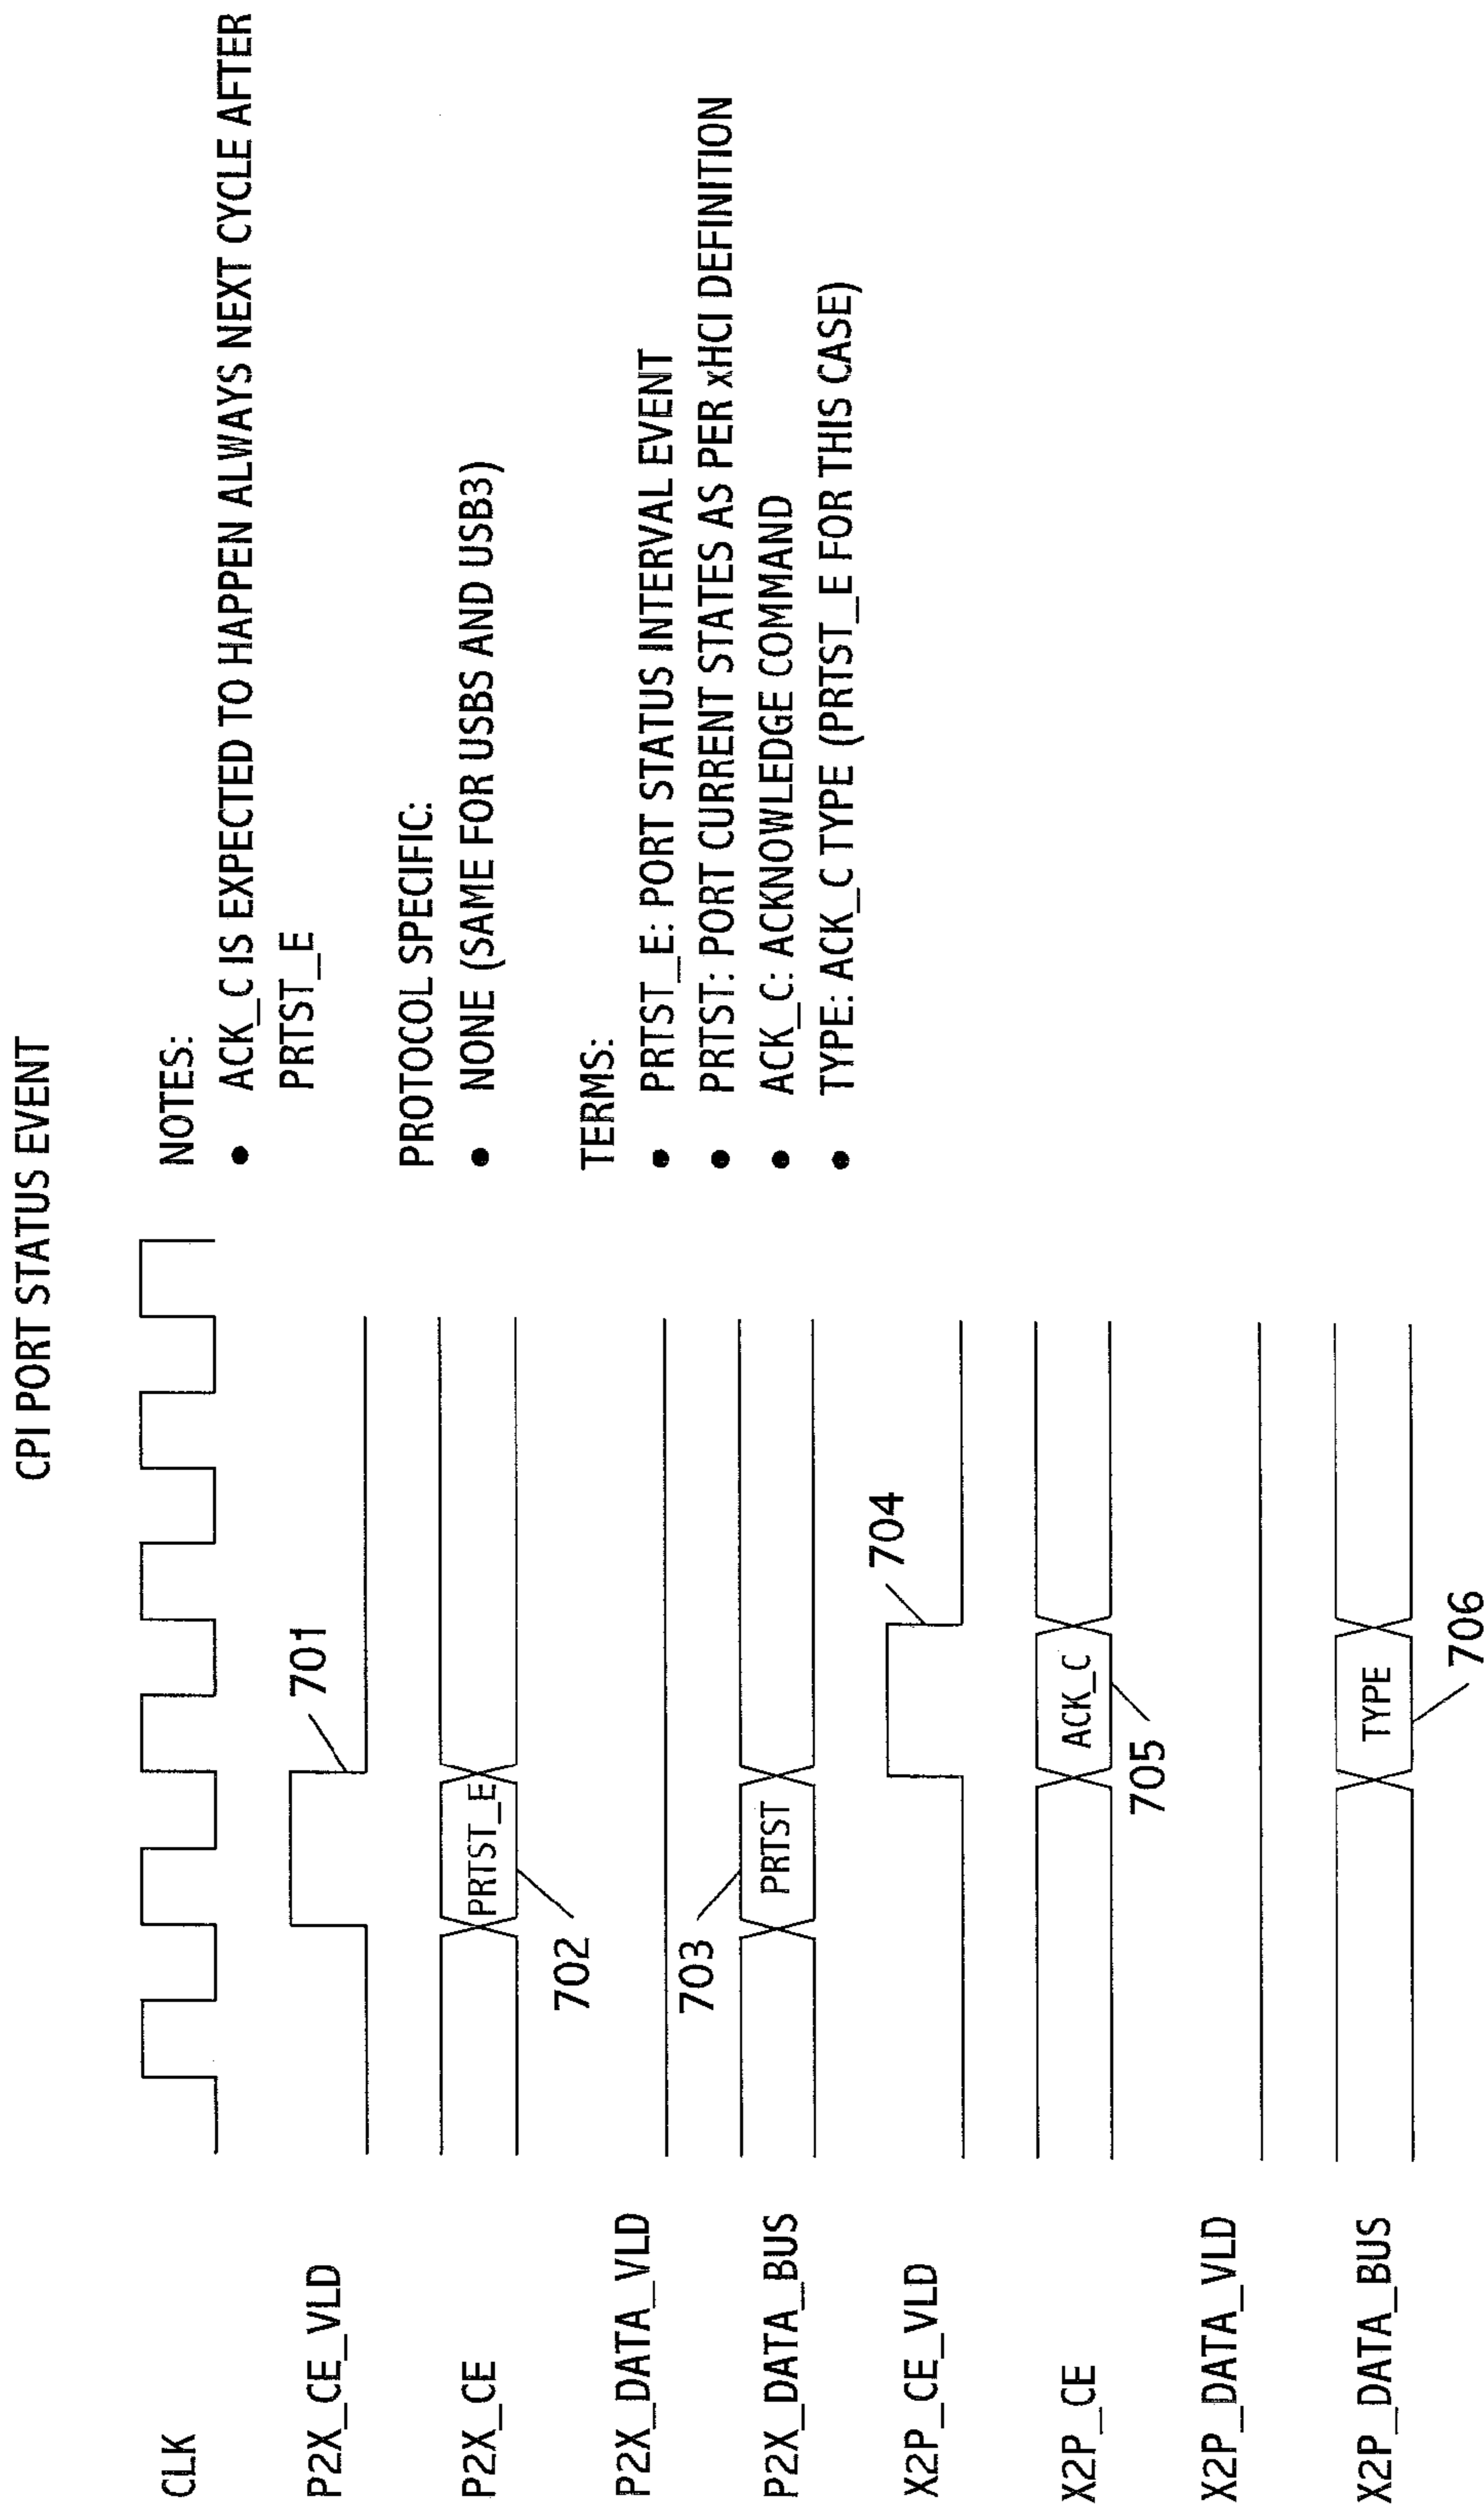 CPI PORT STATUS EVENT
CLK
P2X_CE_VLD
701
P2X_CE
PRTST_E
702
P2X_DATA_VLD
703
P2X_DATA_BUS
PRTST
X2P_CE_VLD
704
X2P_CE
ACK_C
705
X2P_DATA_VLD
X2P_DATA_BUS
TYPE
706
NOTES:
• ACK_C IS EXPECTED TO HAPPEN ALWAYS NEXT CYCLE AFTER
PRTST_E
PROTOCOL SPECIFIC:
• NONE (SAME FOR USBS AND USB3)
TERMS:
• PRTST_E: PORT STATUS INTERVAL EVENT
• PRTST: PORT CURRENT STATES AS PER xHCI DEFINITION
• ACK_C: ACKNOWLEDGE COMMAND
• TYPE: ACK_C TYPE (PRTST_E FOR THIS CASE)